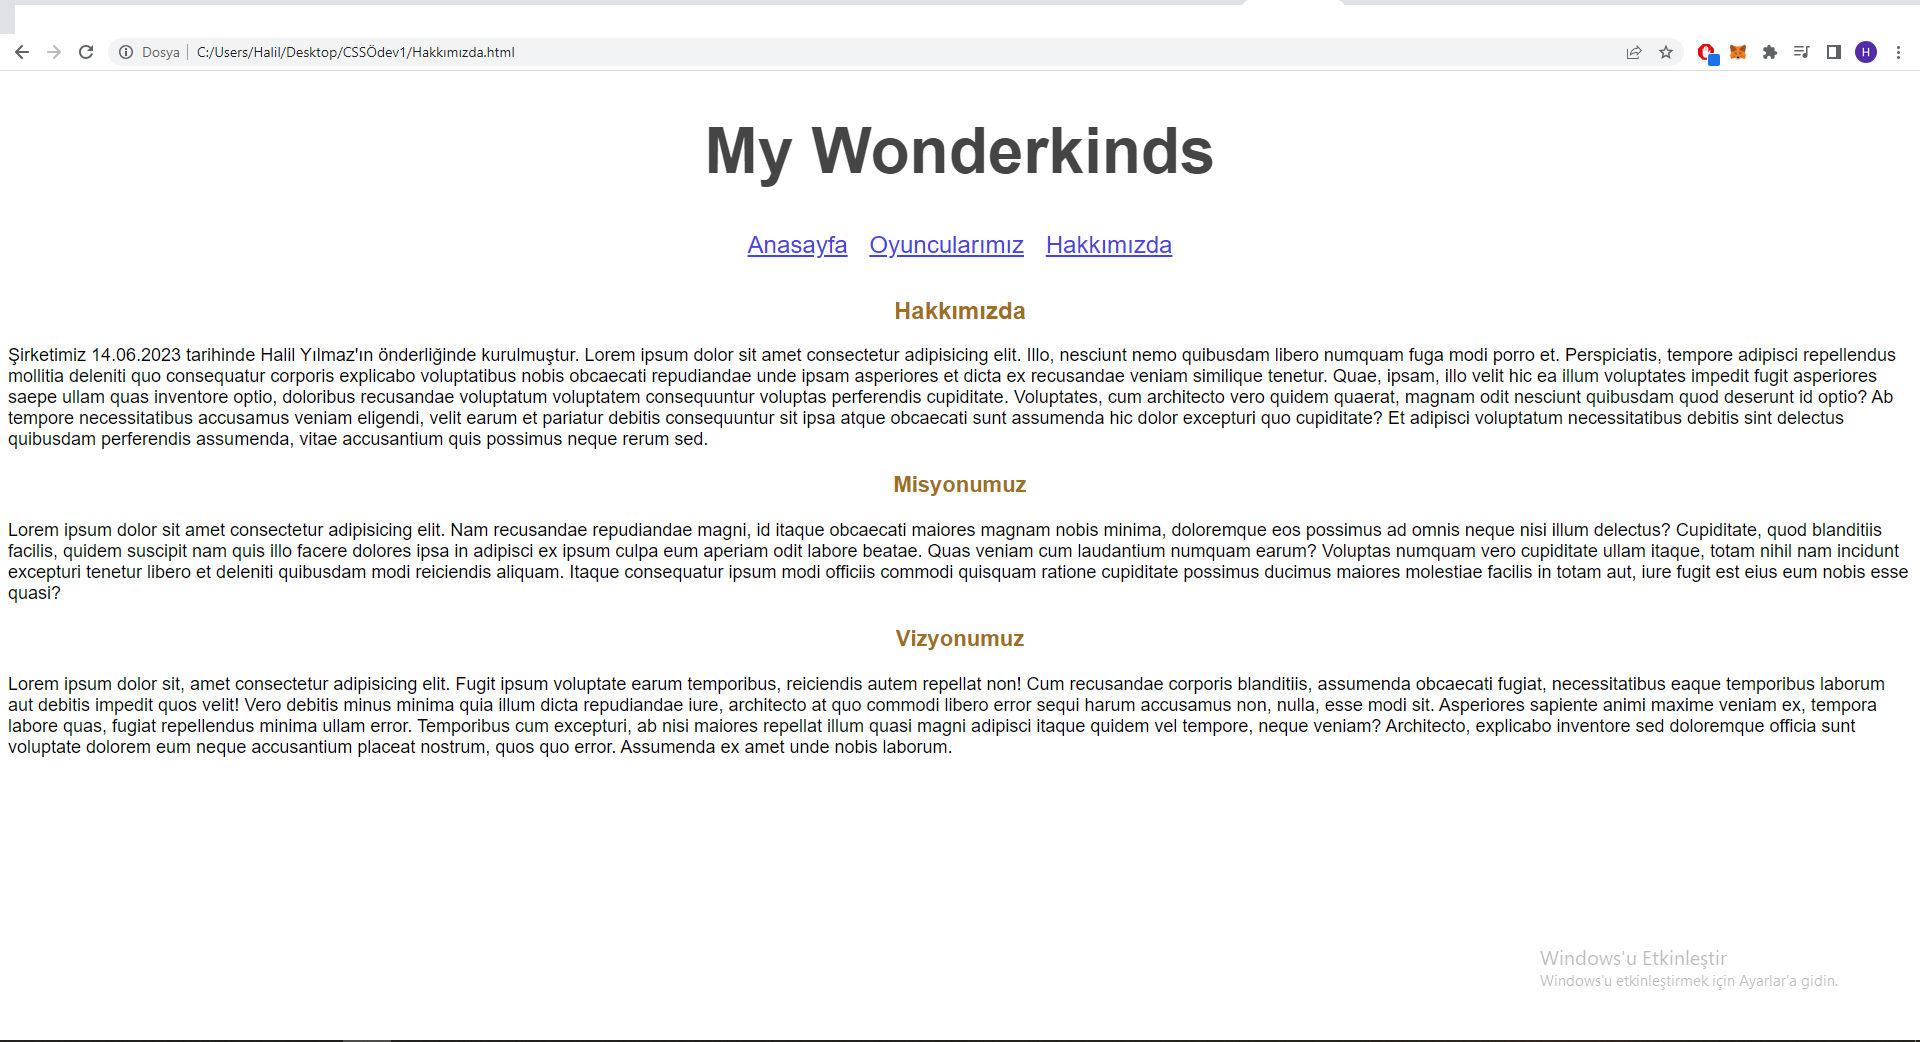 Dosya C:/Users/Halil/Desktop/CSSÖdev1/Hakkımızda.html
H
My Wonderkinds
Anasayfa Oyuncularımız Hakkımızda
Hakkımızda
Şirketimiz 14.06.2023 tarihinde Halil Yılmaz'ın önderliğinde kurulmuştur. Lorem ipsum dolor sit amet consectetur adipisicing elit. Illo, nesciunt nemo quibusdam libero numquam fuga modi porro et. Perspiciatis, tempore adipisci repellendus
mollitia deleniti quo consequatur corporis explicabo voluptatibus nobis obcaecati repudiandae unde ipsam asperiores et dicta ex recusandae veniam similique tenetur. Quae, ipsam, illo velit hic ea illum voluptates impedit fugit asperiores
saepe ullam quas inventore optio, doloribus recusandae voluptatum voluptatem consequuntur voluptas perferendis cupiditate. Voluptates, cum architecto vero quidem quaerat, magnam odit nesciunt quibusdam quod deserunt id optio? Ab
tempore necessitatibus accusamus veniam eligendi, velit earum et pariatur debitis consequuntur sit ipsa atque obcaecati sunt assumenda hic dolor excepturi quo cupiditate? Et adipisci voluptatum necessitatibus debitis sint delectus
quibusdam perferendis assumenda, vitae accusantium quis possimus neque rerum sed.
Misyonumuz
Lorem ipsum dolor sit amet consectetur adipisicing elit. Nam recusandae repudiandae magni, id itaque obcaecati maiores magnam nobis minima, doloremque eos possimus ad omnis neque nisi illum delectus? Cupiditate, quod blanditiis
facilis, quidem suscipit nam quis illo facere dolores ipsa in adipisci ex ipsum culpa eum aperiam odit labore beatae. Quas veniam cum laudantium numquam earum? Voluptas numquam vero cupiditate ullam itaque, totam nihil nam incidunt
excepturi tenetur libero et deleniti quibusdam modi reiciendis aliquam. Itaque consequatur ipsum modi officiis commodi quisquam ratione cupiditate possimus ducimus maiores molestiae facilis in totam aut, iure fugit est eius eum nobis esse
quasi?
Vizyonumuz
Lorem ipsum dolor sit, amet consectetur adipisicing elit. Fugit ipsum voluptate earum temporibus, reiciendis autem repellat non! Cum recusandae corporis blanditiis, assumenda obcaecati fugiat, necessitatibus eaque temporibus laborum
aut debitis impedit quos velit! Vero debitis minus minima quia illum dicta repudiandae iure, architecto at quo commodi libero error sequi harum accusamus non, nulla, esse modi sit. Asperiores sapiente animi maxime veniam ex, tempora
labore quas, fugiat repellendus minima ullam error. Temporibus cum excepturi, ab nisi maiores repellat illum quasi magni adipisci itaque quidem vel tempore, neque veniam? Architecto, explicabo inventore sed doloremque officia sunt
voluptate dolorem eum neque accusantium placeat nostrum, quos quo error. Assumenda ex amet unde nobis laborum.
Windows'u Etkinleştir
Windows'u etkinleştirmek için Ayarlar'a gidin.